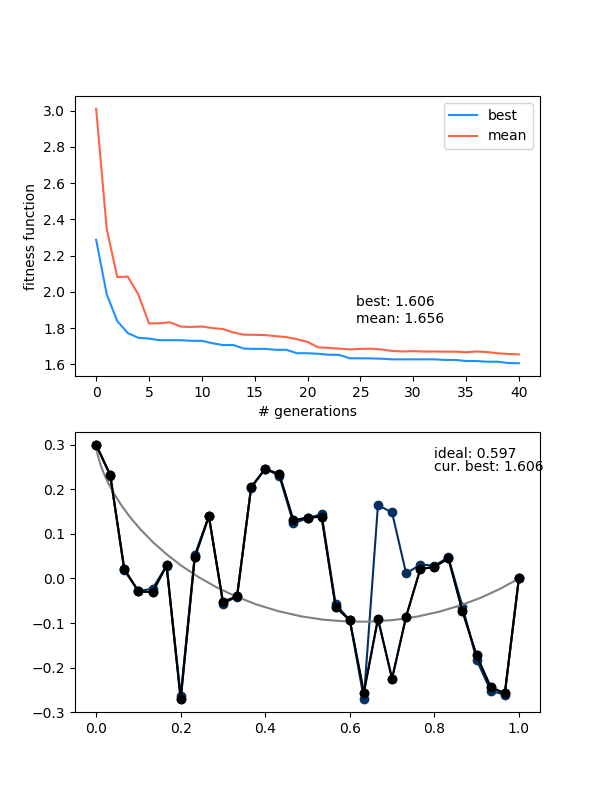 3.0
2.8
2.6
2.4
2.2
2.0
1.8
1.6
fitness function
best
mean
best: 1.606
mean: 1.656
0 5 10 15 20 25 30 35 40
# generations
0.3
0.2
0.1
0.0
−0.1
−0.2
−0.3
ideal: 0.597
cur. best: 1.606
0.0 0.2 0.4 0.6 0.8 1.0